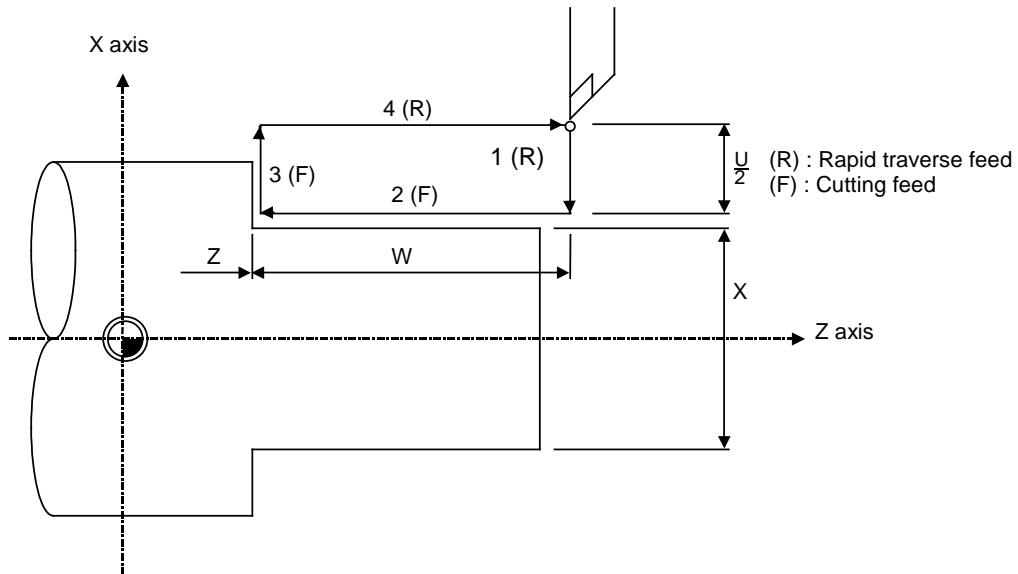 X axis
4 (R)
1 (R)
3 (F)
2 (F)
U
2
(R) : Rapid traverse feed
(F) : Cutting feed
Z
W
X
Z axis